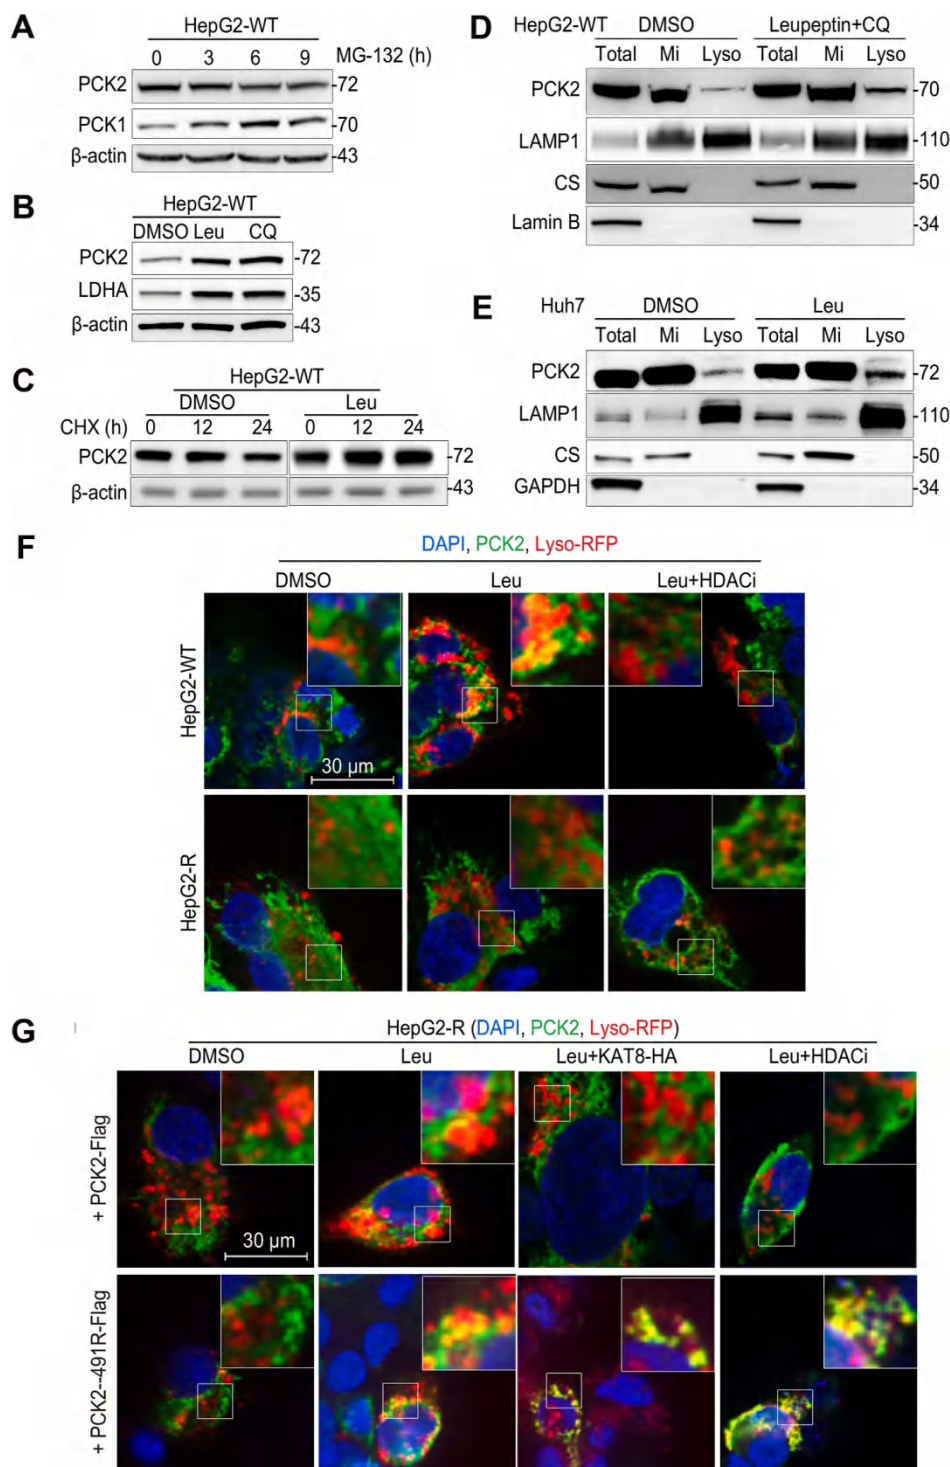 A
HepG2-WT
0 3 6 9 MG-132 (h)
PCK2 -72
PCK1 -70
β-actin -43
B
HepG2-WT
DMSO Leu CQ
PCK2 -72
LDHA -35
β-actin -43
C
HepG2-WT
DMSO Leu
CHX (h) 0 12 24 0 12 24
PCK2 -72
β-actin -43
D
HepG2-WT DMSO Leupeptin+CQ
Total Mi Lyso Total Mi Lyso
PCK2 -70
LAMP1 -110
CS -50
Lamin B -34
E
Huh7 DMSO Leu
Total Mi Lyso Total Mi Lyso
PCK2 -72
LAMP1 -110
CS -50
GAPDH -34
F
DAPI, PCK2, Lyso-RFP
DMSO Leu Leu+HDACi
HepG2-WT
30 μm
HepG2-R
G
HepG2-R (DAPI, PCK2, Lyso-RFP)
DMSO Leu Leu+KAT8-HA Leu+HDACi
+ PCK2-Flag
30 μm
+ PCK2--491R-Flag